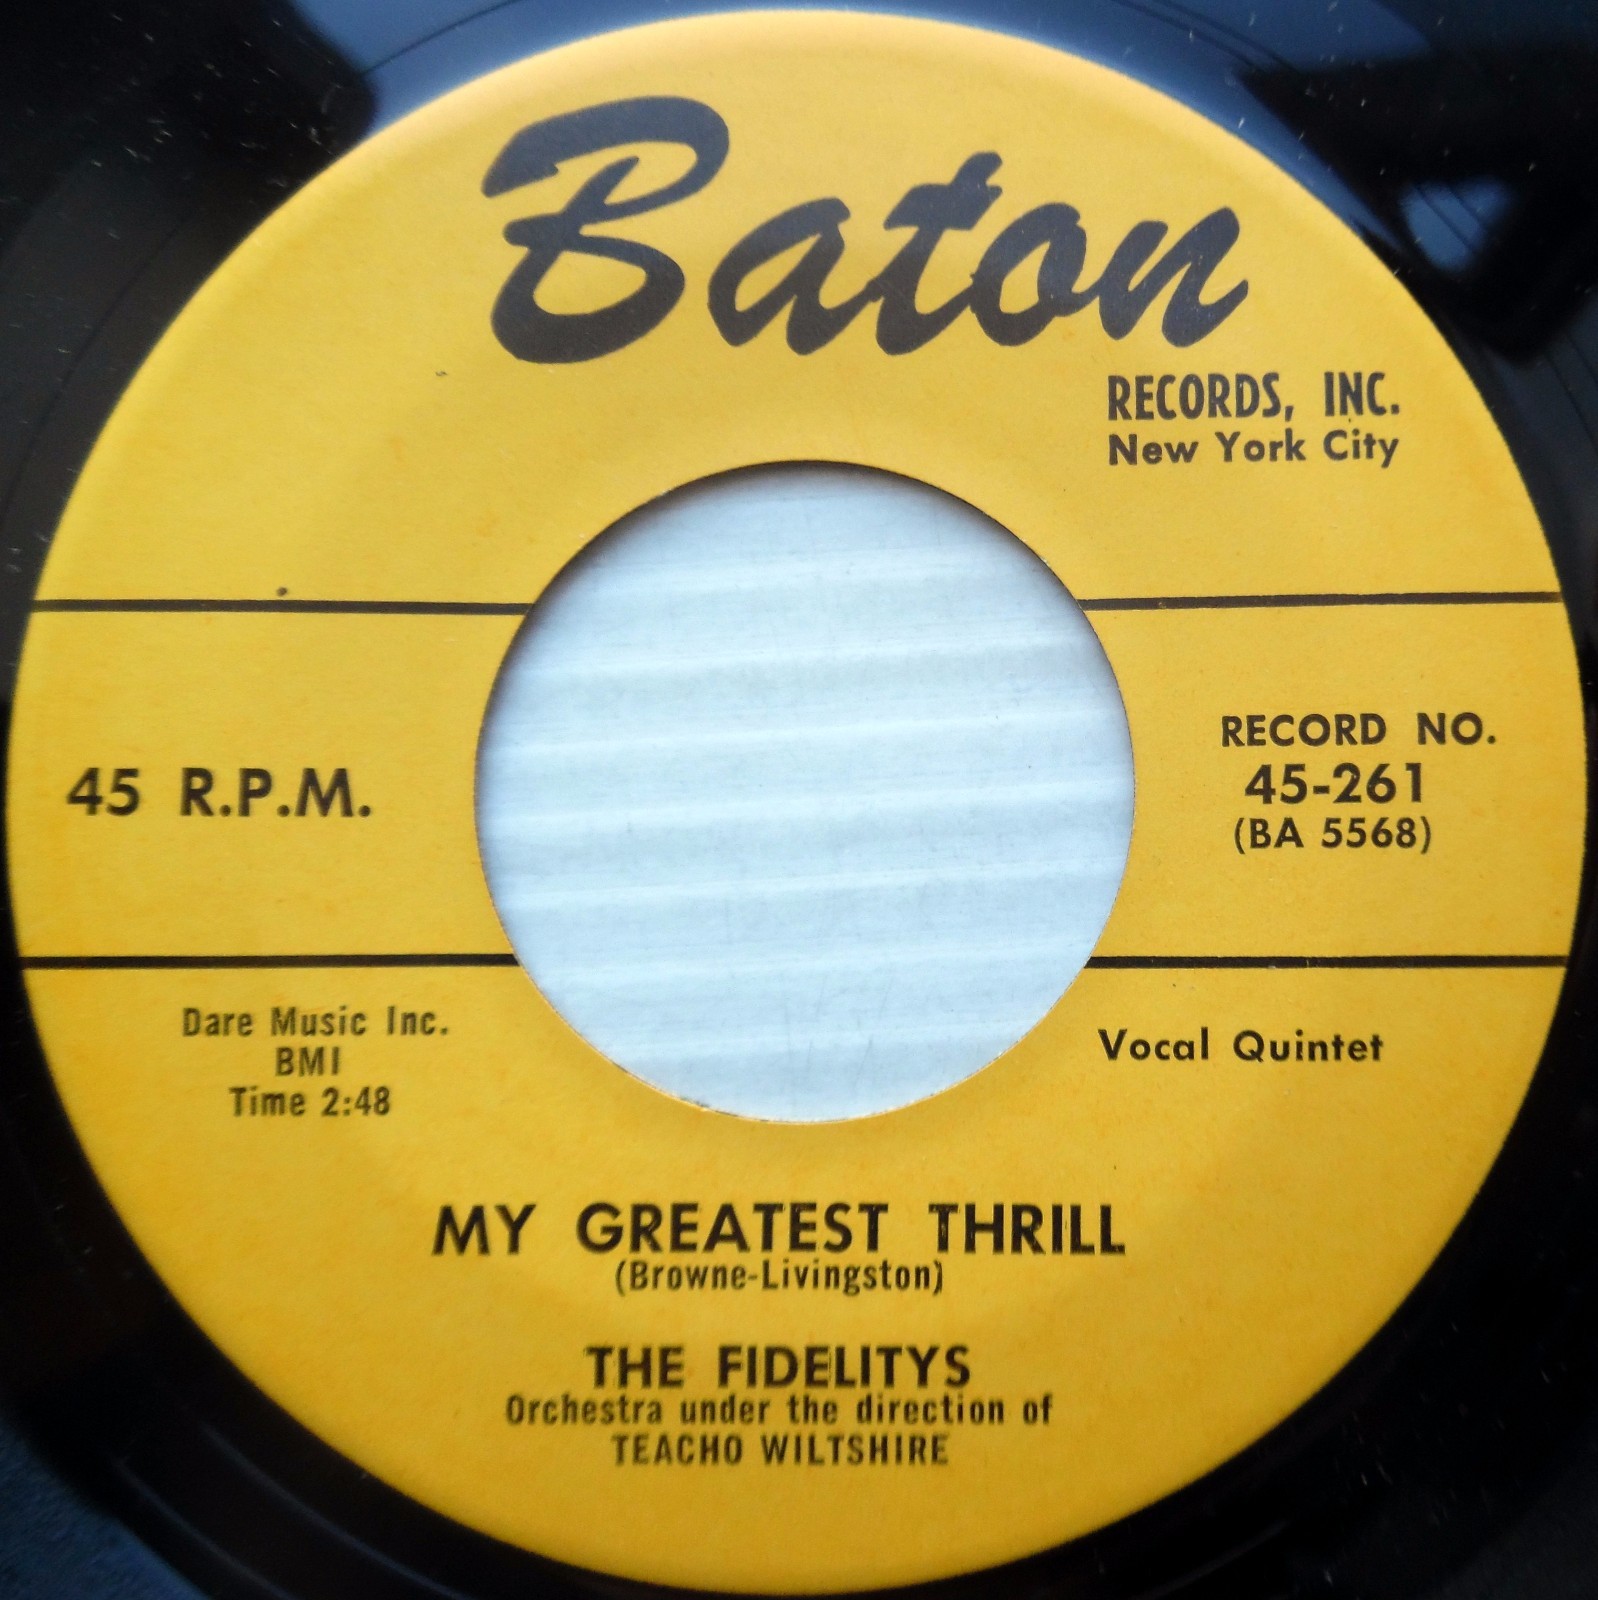 Baton
RECORDS, INC.
New York City
45 R.P.M.
RECORD NO.
45-261
(BA 5568)
Dare Music Inc.
BMI
Time 2:48
Vocal Quintet
MY GREATEST THRILL
(Browne-Livingston)
THE FIDELITYS
Orchestra under the direction of
TEACHO WILTSHIRE